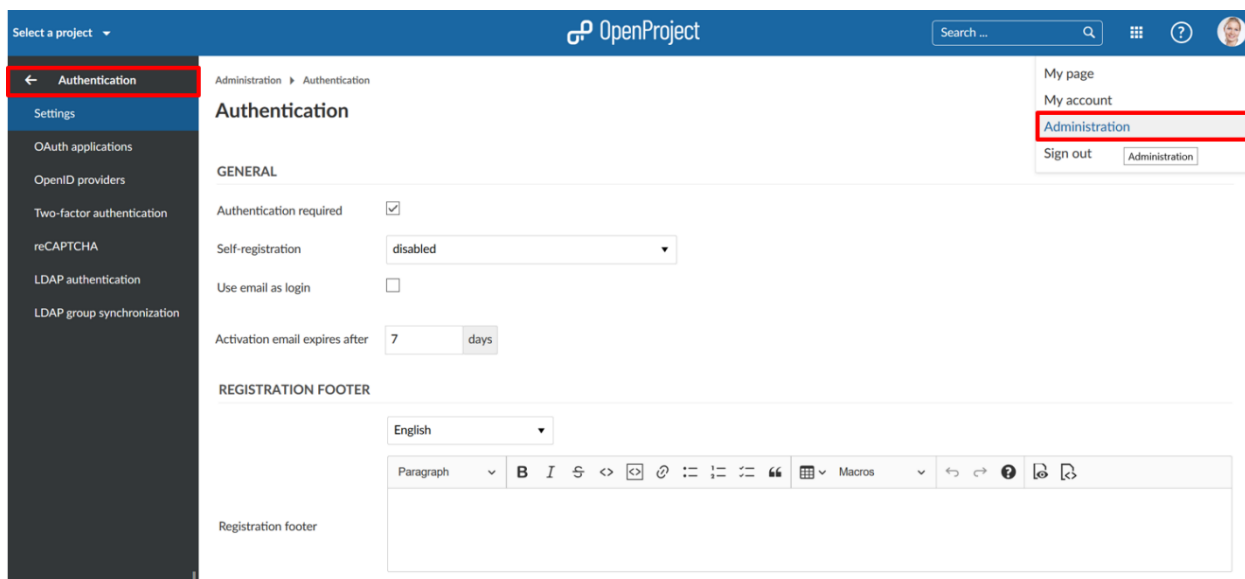 Select a project
OpenProject
Search ...
?
Authentication
Settings
OAuth applications
OpenID providers
Two-factor authentication
reCAPTCHA
LDAP authentication
LDAP group synchronization
My page
My account
Administration
Sign out
Administration
Administration Authentication
Authentication
GENERAL
Authentication required
Self-registration disabled
Use email as login
Activation email expires after 7 days
REGISTRATION FOOTER
English
Paragraph B I S Macros ?
Registration footer